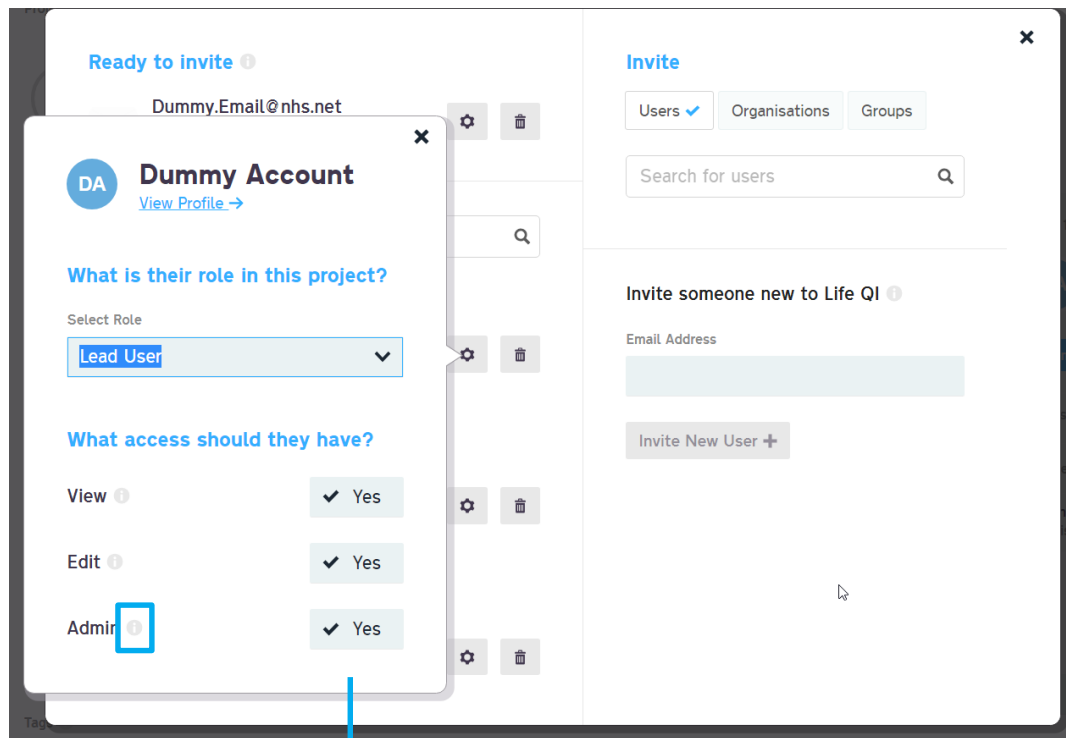 Ready to invite
Dummy.Email@nhs.net
DA
Dummy Account
View Profile →
What is their role in this project?
Select Role
Lead User
What access should they have?
View
Yes
Edit
Yes
Admin
Yes
Invite
Users
Organisations
Groups
Search for users
Invite someone new to Life QI
Email Address
Invite New User +